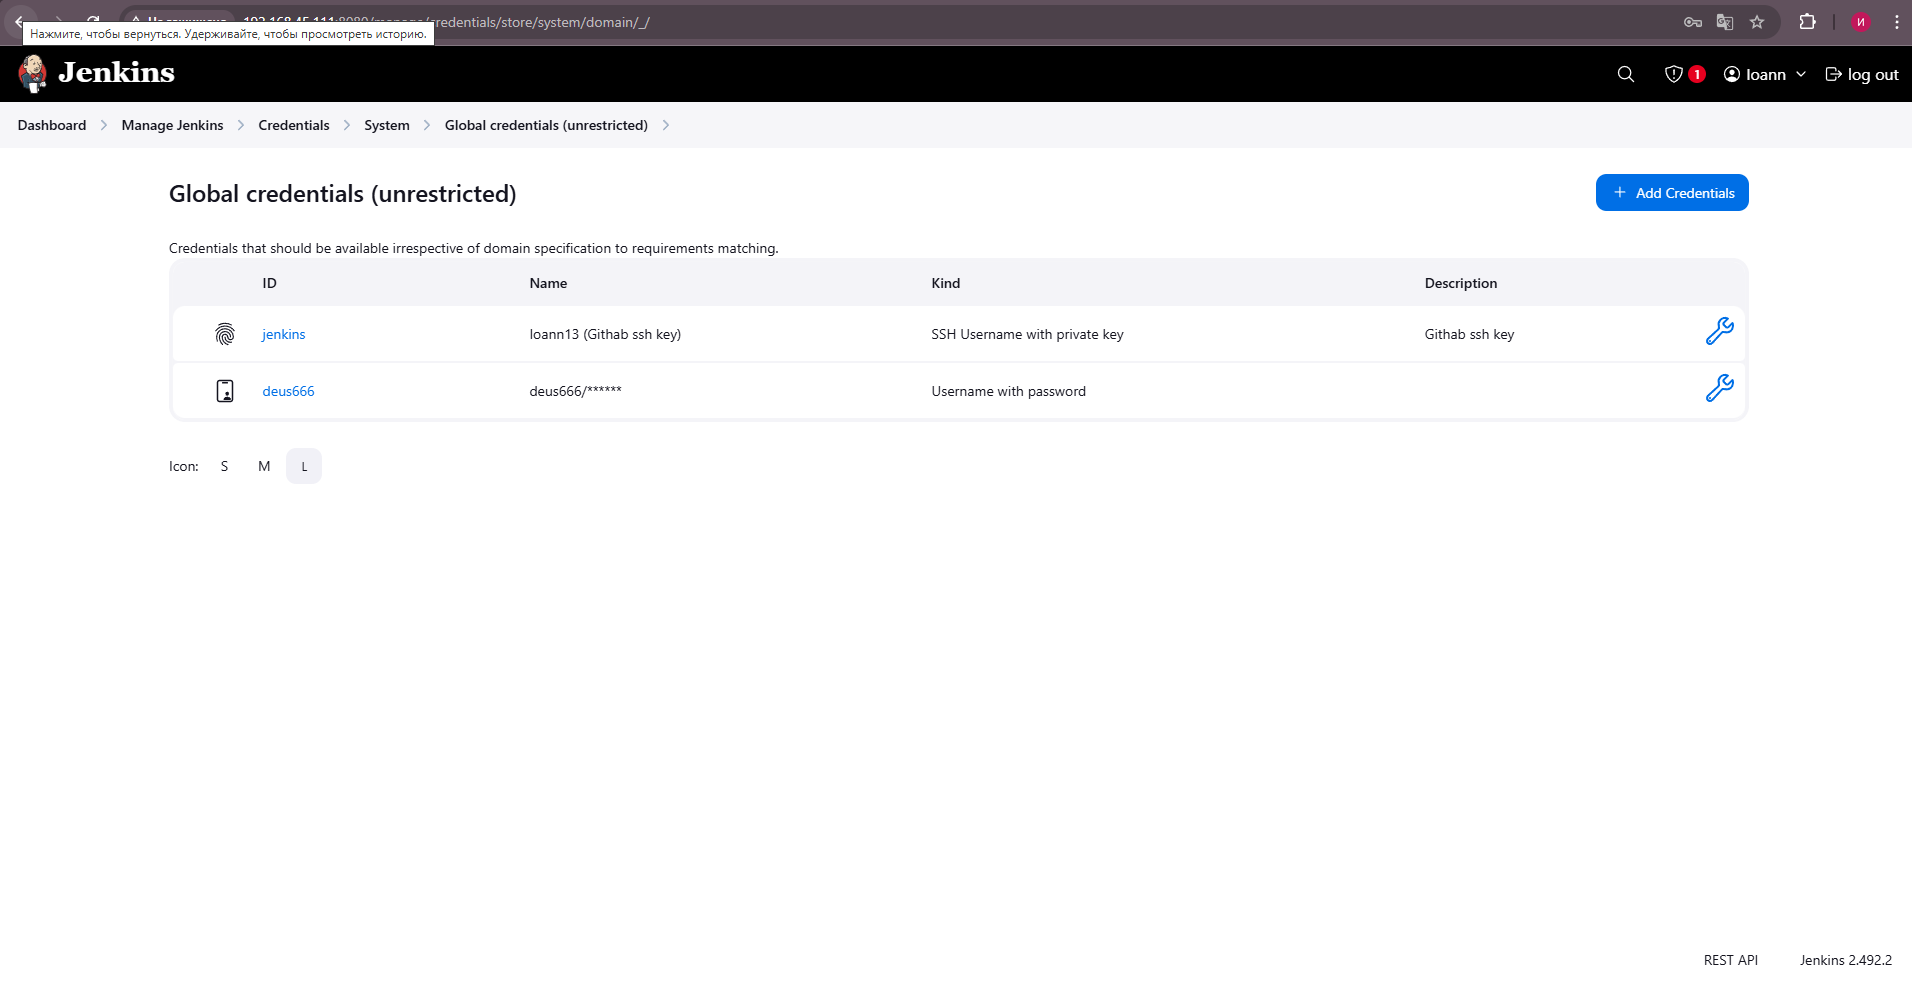 /credentials/store/system/domain/_/
Нажмите, чтобы вернуться. Удерживайте, чтобы просмотреть историю.
И
Jenkins
1
Ioann
log out
Dashboard
Manage Jenkins
Credentials
System
Global credentials (unrestricted)
Global credentials (unrestricted)
+ Add Credentials
Credentials that should be available irrespective of domain specification to requirements matching.
ID Name Kind Description
jenkins Ioann13 (Githab ssh key) SSH Username with private key Githab ssh key
deus666 deus666/****** Username with password
Icon: S M L
REST API Jenkins 2.492.2